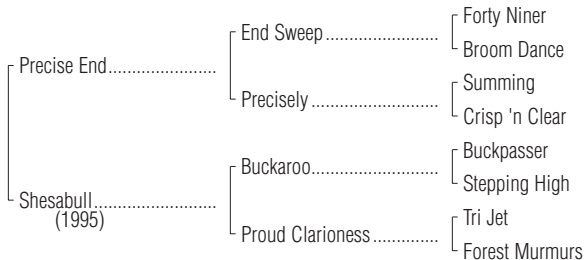 Forty Niner
End Sweep
Broom Dance
Precise End
Summing
Precisely
Crisp 'n Clear
Buckpasser
Buckaroo
Stepping High
Shesabull
(1995)
Tri Jet
Proud Clarioness
Forest Murmurs